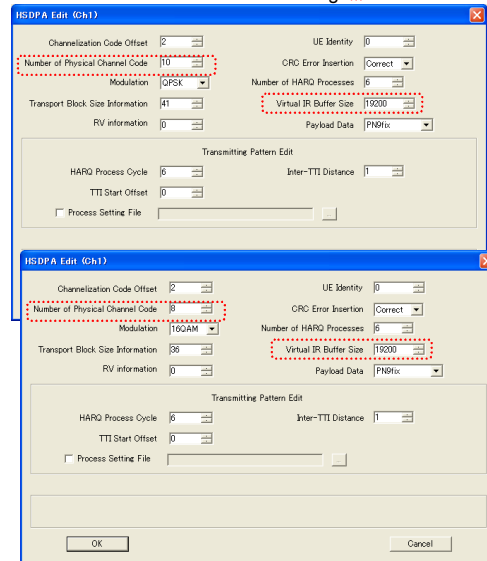 HSDPA Edit (Ch1)
Channelization Code Offset 2 UE Identity 0
Number of Physical Channel Code 10 CRC Error Insertion Correct
Modulation QPSK Number of HARQ Processes 6
Transport Block Size Information 41 Virtual IR Buffer Size 19200
RV information 0 Payload Data PN9fix
Transmitting Pattern Edit
HARQ Process Cycle 6 Inter-TTI Distance 1
TTI Start Offset 0
Process Setting File ...
HSDPA Edit (Ch1)
Channelization Code Offset 2 UE Identity 0
Number of Physical Channel Code 8 CRC Error Insertion Correct
Modulation 16QAM Number of HARQ Processes 6
Transport Block Size Information 36 Virtual IR Buffer Size 19200
RV information 0 Payload Data PN9fix
Transmitting Pattern Edit
HARQ Process Cycle 6 Inter-TTI Distance 1
TTI Start Offset 0
Process Setting File ...
OK Cancel